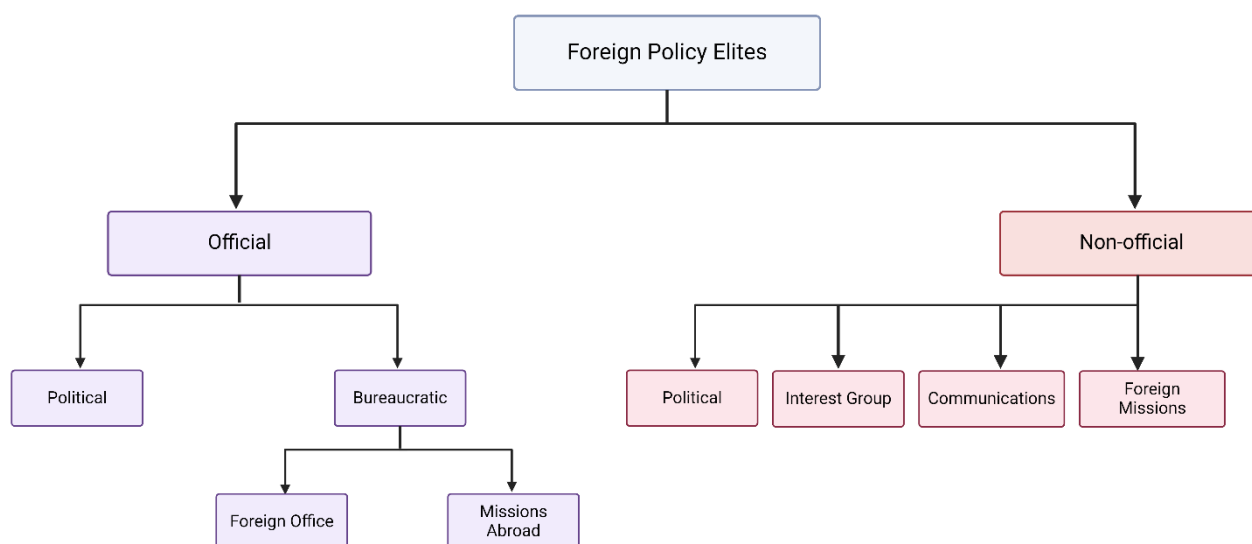 Foreign Policy Elites
Official
Non-official
Political
Bureaucratic
Political
Interest Group
Communications
Foreign
Missions
Foreign Office
Missions
Abroad